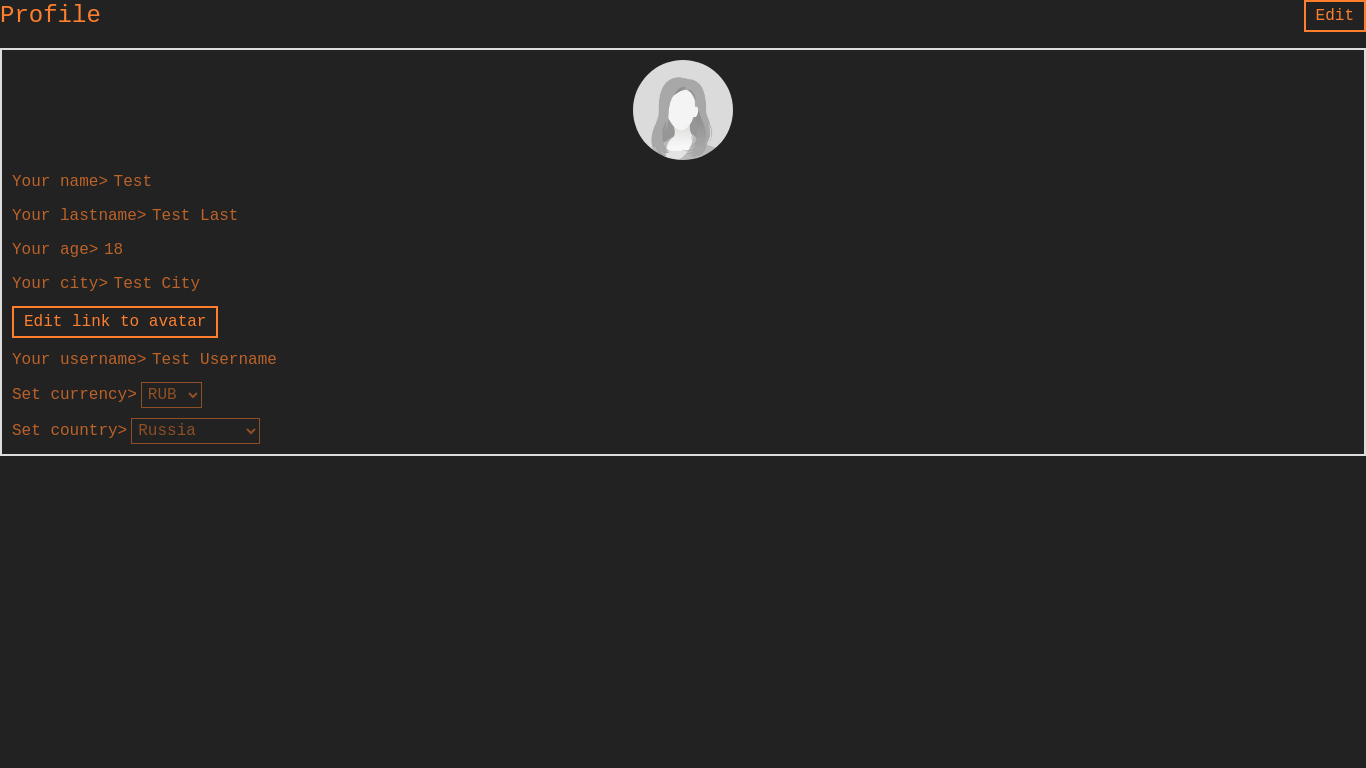 Profile Edit
Your name> Test
Your lastname> Test Last
Your age> 18
Your city> Test City
Edit link to avatar
Your username> Test Username
Set currency> RUB
Set country> Russia